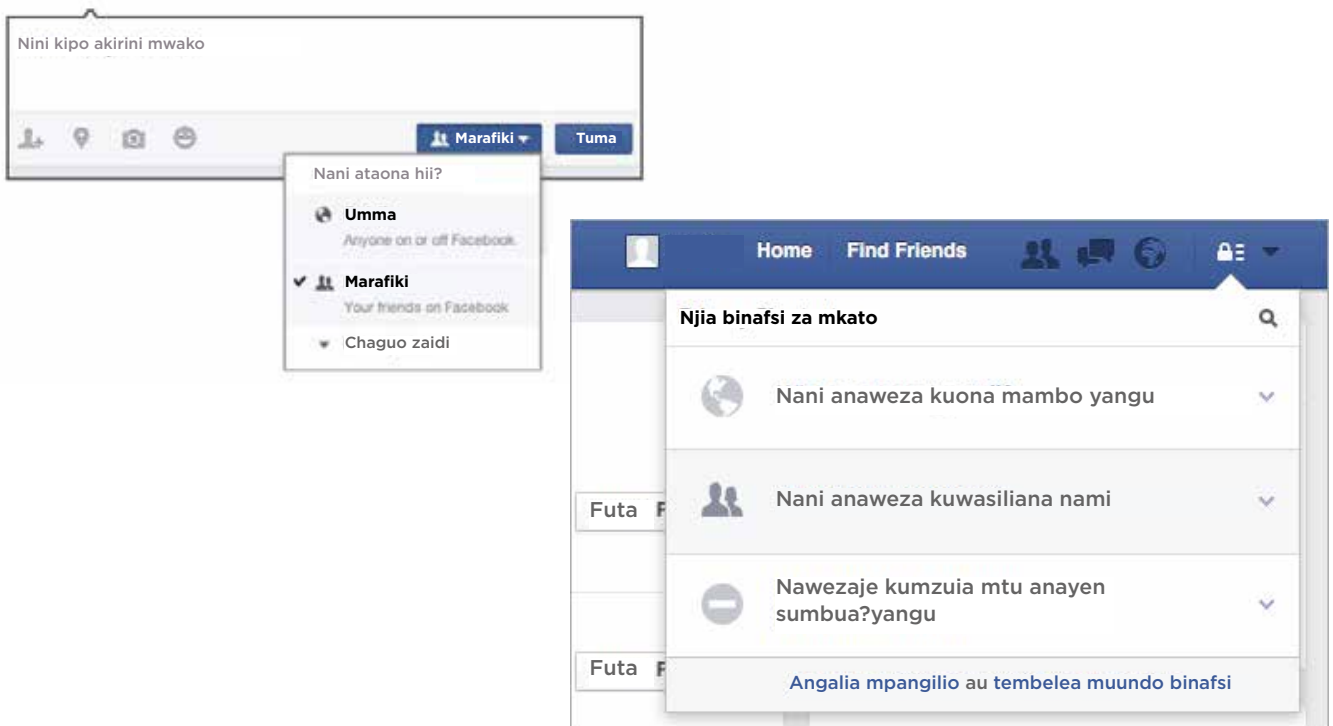 Nini kipo akirini mwako
Marafiki
Tuma
Nani ataona hii?
Umma
Anyone on or off Facebook
Marafiki
Your friends on Facebook
Chaguo zaidi
Home Find Friends
Njia binafsi za mkato
Nani anaweza kuona mambo yangu
Nani anaweza kuwasiliana nami
Futa F
Nawezaje kumzuia mtu anayen
sumbua?yangu
Futa F
Angalia mpangilio au tembelea muundo binafsi